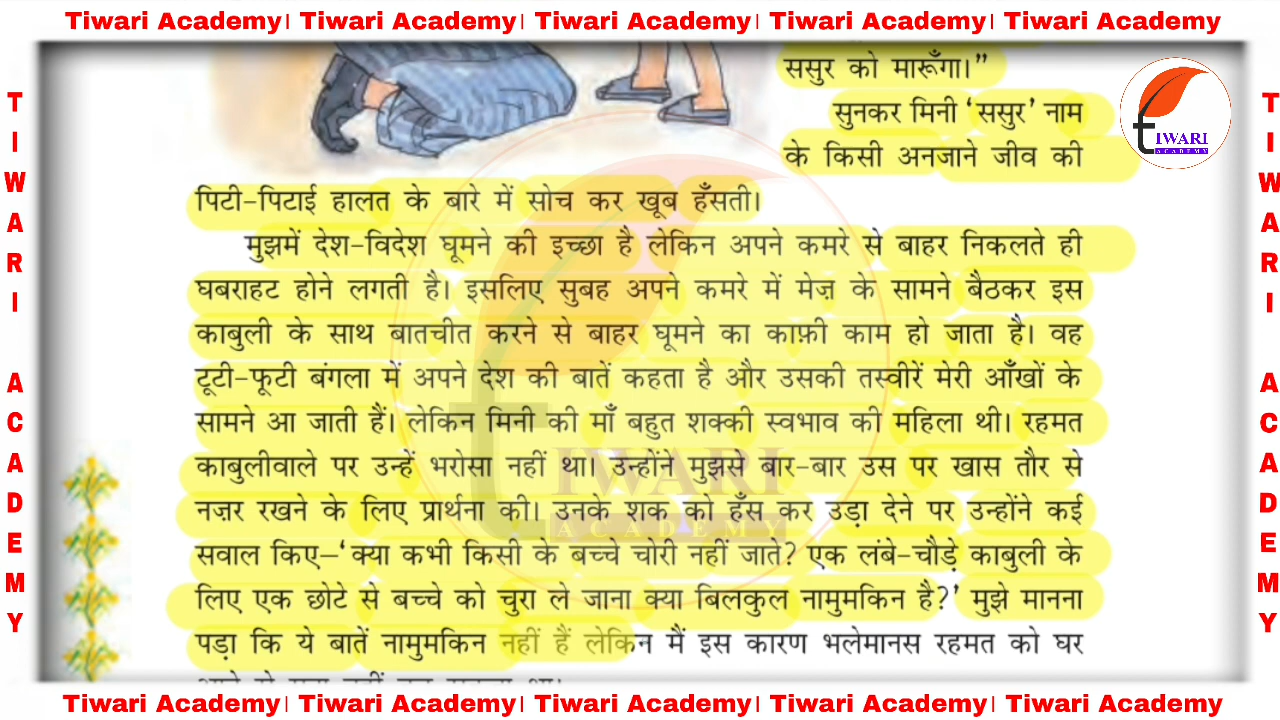 Tiwari Academy। Tiwari Academy। Tiwari Academy। Tiwari Academy। Tiwari Academy
ससुर को मारूँगा।”
सुनकर मिनी ‘ससुर’ नाम
के किसी अनजाने जीव की
पिटी-पिटाई हालत के बारे में सोच कर खूब हँसती।
मुझमें देश-विदेश घूमने की इच्छा है लेकिन अपने कमरे से बाहर निकलते ही
घबराहट होने लगती है। इसलिए सुबह अपने कमरे में मेज़ के सामने बैठकर इस
काबुली के साथ बातचीत करने से बाहर घूमने का काफ़ी काम हो जाता है। वह
टूटी-फूटी बंगला में अपने देश की बातें कहता है और उसकी तस्वीरें मेरी आँखों के
सामने आ जाती हैं। लेकिन मिनी की माँ बहुत शक्की स्वभाव की महिला थी। रहमत
काबुलीवाले पर उन्हें भरोसा नहीं था। उन्होंने मुझसे बार-बार उस पर खास तौर से
नज़र रखने के लिए प्रार्थना की। उनके शक को हँस कर उड़ा देने पर उन्होंने कई
सवाल किए–‘क्या कभी किसी के बच्चे चोरी नहीं जाते? एक लंबे-चौड़े काबुली के
लिए एक छोटे से बच्चे को चुरा ले जाना क्या बिलकुल नामुमकिन है?’ मुझे मानना
पड़ा कि ये बातें नामुमकिन नहीं हैं लेकिन मैं इस कारण भलेमानस रहमत को घर
TIWARI
ACADEMY
TIWARI
ACADEMY
TIWARI ACADEMY
TIWARI ACADEMY
Tiwari Academy। Tiwari Academy। Tiwari Academy। Tiwari Academy। Tiwari Academy